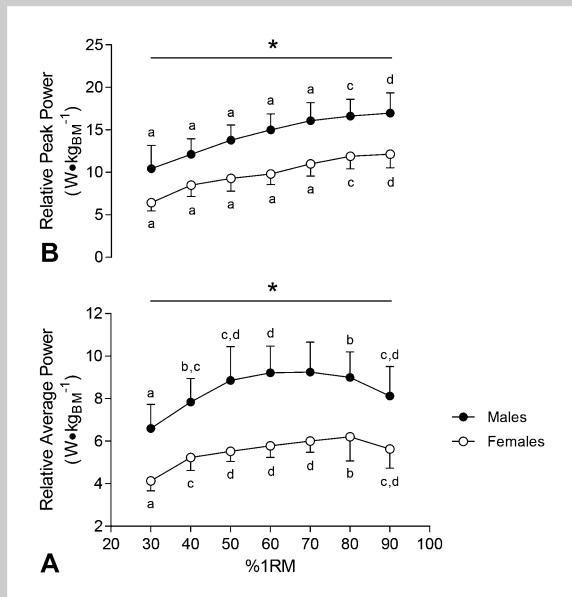 25
*
20
Relative Peak Power
(W•kgBM-1)
15
10
5
0
a a a a a c d
a a a a a c d
B
*
12
10
Relative Average Power
(W•kgBM-1)
8
6
4
2
a b,c c,d d b c,d
a c d d d b c,d
Males
Females
20 30 40 50 60 70 80 90 100
%1RM
A